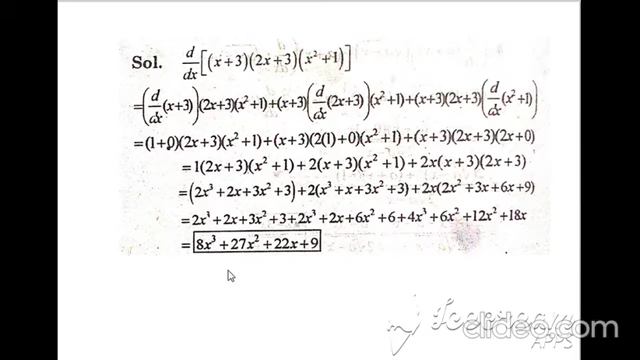 Sol. d/dx[(x+3)(2x+3)(x²+1)]
=(d/dx(x+3))(2x+3)(x²+1)+(x+3)(d/dx(2x+3))(x²+1)+(x+3)(2x+3)(d/dx(x²+1))
=(1+0)(2x+3)(x²+1)+(x+3)(2(1)+0)(x²+1)+(x+3)(2x+3)(2x+0)
=1(2x+3)(x²+1)+2(x+3)(x²+1)+2x(x+3)(2x+3)
=(2x³+2x+3x²+3)+2(x³+x+3x²+3)+2x(2x²+3x+6x+9)
=2x³+2x+3x²+3+2x³+2x+6x²+6+4x³+6x²+12x²+18x
= 8x³+27x²+22x+9
clideo.com
APPS